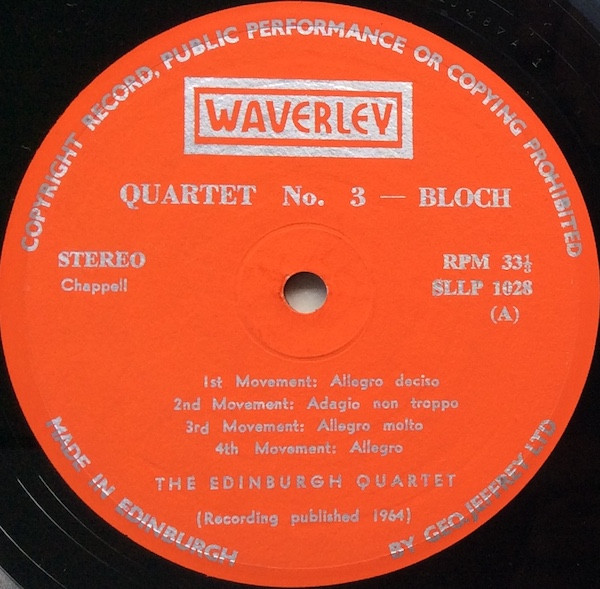 COPYRIGHT RECORD, PUBLIC PERFORMANCE OR COPYING PROHIBITED
WAVERLEY
QUARTET No. 3 — BLOCH
STEREO
Chappell
RPM 33⅓
SLLP 1028
(A)
1st Movement: Allegro deciso
2nd Movement: Adagio non troppo
3rd Movement: Allegro molto
4th Movement: Allegro
THE EDINBURGH QUARTET
(Recording published 1964)
MADE IN EDINBURGH
BY GEO. JEFFREY LTD